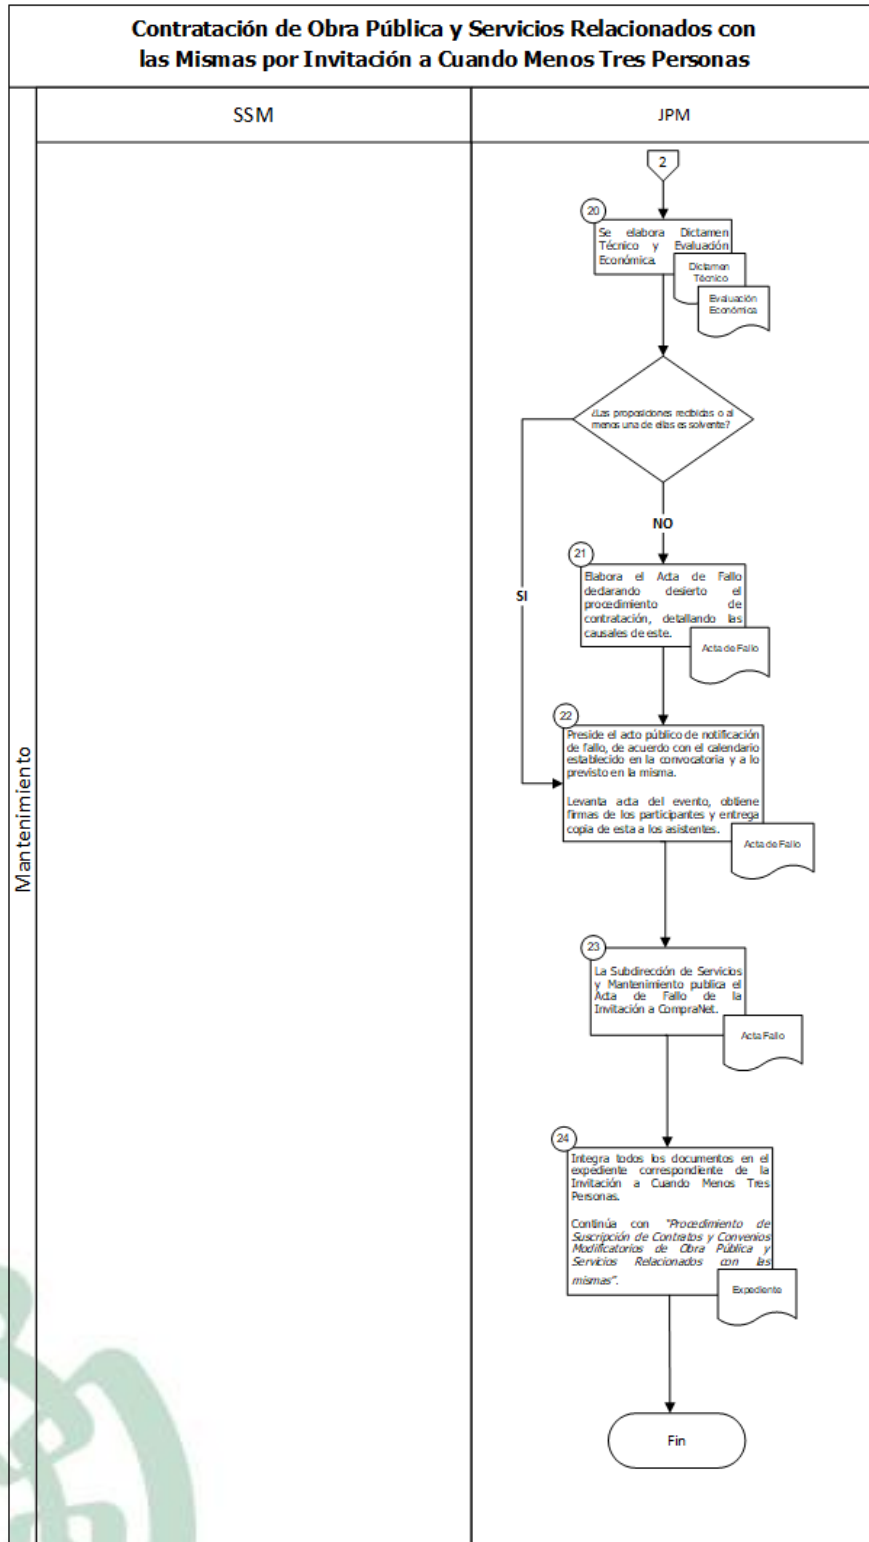 Contratación de Obra Pública y Servicios Relacionados con
las Mismas por Invitación a Cuando Menos Tres Personas
SSM
JPM
Mantenimiento
2
20
Se elabora Dictamen
Técnico y Evaluación
Económica.
Dictamen
Técnico
Evaluación
Económica
¿Las proposiciones recibidas o al
menos una de ellas es solvente?
NO
SI
21
Elabora el Acta de Fallo
declarando desierto el
procedimiento de
contratación, detallando las
causales de este.
Acta de Fallo
22
Preside el acto público de notificación
de fallo, de acuerdo con el calendario
establecido en la convocatoria y a lo
previsto en la misma.
Levanta acta del evento, obtiene
firmas de los participantes y entrega
copia de esta a los asistentes.
Acta de Fallo
23
La Subdirección de Servicios
y Mantenimiento publica el
Acta de Fallo de la
Invitación a CompraNet.
Acta Fallo
24
Integra todos los documentos en el
expediente correspondiente de la
Invitación a Cuando Menos Tres
Personas.
Continúa con "Procedimiento de
Suscripción de Contratos y Convenios
Modificatorios de Obra Pública y
Servicios Relacionados con las
mismas".
Expediente
Fin